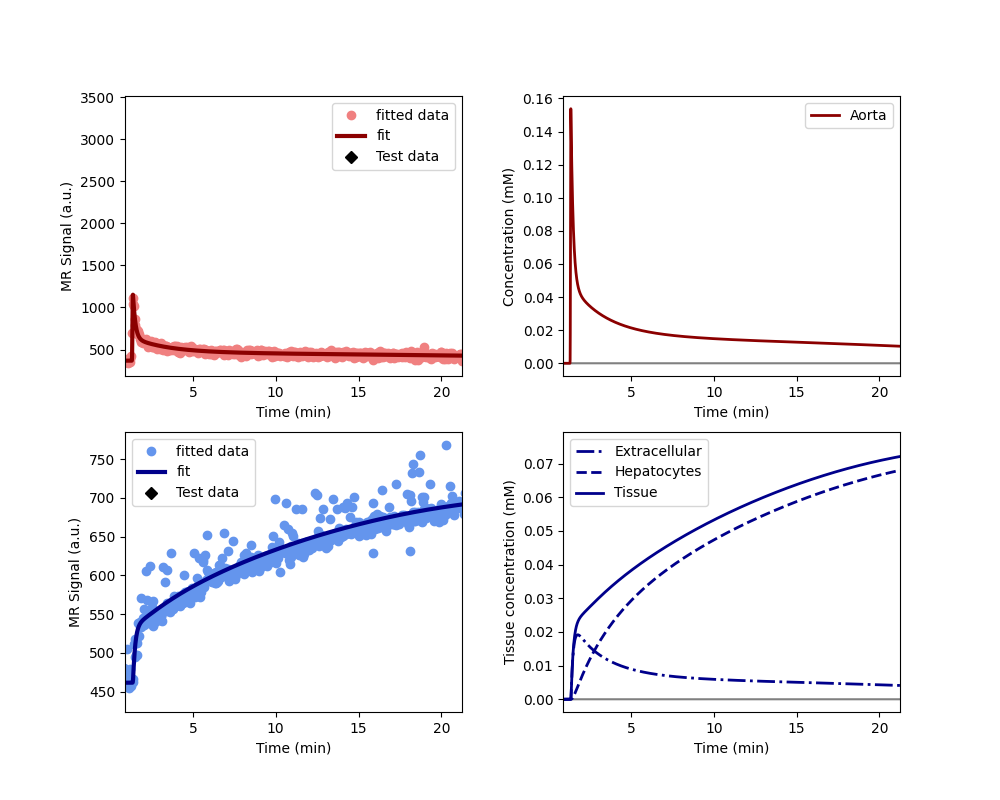 3500
3000
2500
2000
1500
1000
500
MR Signal (a.u.)
fitted data
fit
Test data
5
10
15
20
Time (min)
0.16
0.14
0.12
0.10
0.08
0.06
0.04
0.02
0.00
Concentration (mM)
Aorta
5
10
15
20
Time (min)
750
700
650
600
550
500
450
MR Signal (a.u.)
fitted data
fit
Test data
5
10
15
20
Time (min)
0.07
0.06
0.05
0.04
0.03
0.02
0.01
0.00
Tissue concentration (mM)
Extracellular
Hepatocytes
Tissue
5
10
15
20
Time (min)